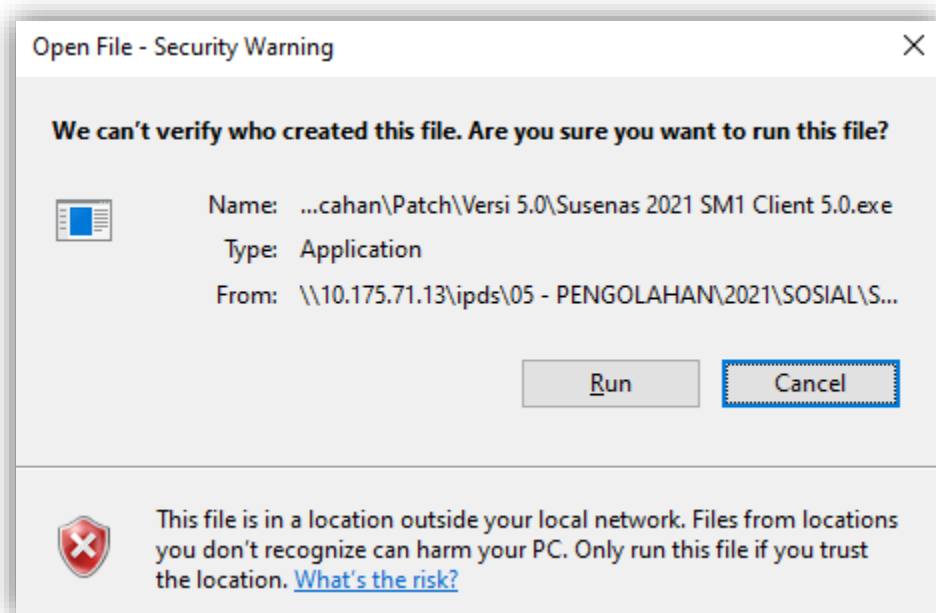 Open File - Security Warning
We can't verify who created this file. Are you sure you want to run this file?
Name: ...cahan\Patch\Versi 5.0\Susenas 2021 SM1 Client 5.0.exe
Type: Application
From: \\10.175.71.13\ipds\05 - PENGOLAHAN\2021\SOSIAL\S...
Run Cancel
This file is in a location outside your local network. Files from locations
you don't recognize can harm your PC. Only run this file if you trust
the location. What's the risk?